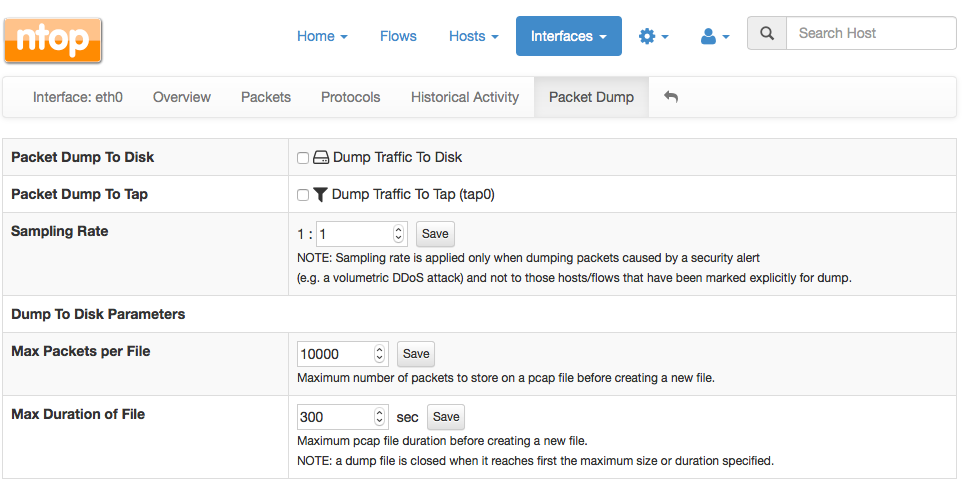 ntop Home Flows Hosts Interfaces Search Host
Interface: eth0 Overview Packets Protocols Historical Activity Packet Dump
Packet Dump To Disk Dump Traffic To Disk
Packet Dump To Tap Dump Traffic To Tap (tap0)
Sampling Rate 1 : 1 Save
NOTE: Sampling rate is applied only when dumping packets caused by a security alert
(e.g. a volumetric DDoS attack) and not to those hosts/flows that have been marked explicitly for dump.
Dump To Disk Parameters
Max Packets per File 10000 Save
Maximum number of packets to store on a pcap file before creating a new file.
Max Duration of File 300 sec Save
Maximum pcap file duration before creating a new file.
NOTE: a dump file is closed when it reaches first the maximum size or duration specified.